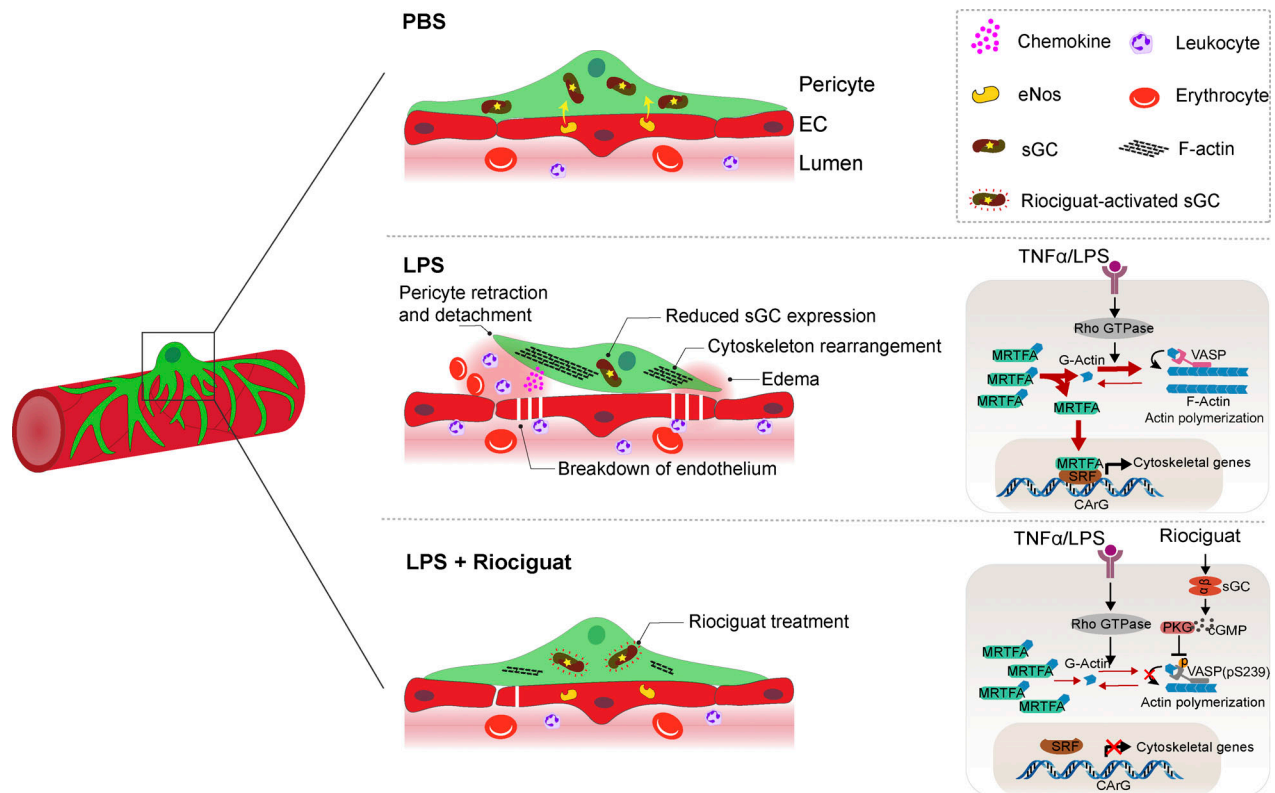 PBS
Pericyte
EC
Lumen
Chemokine
Leukocyte
eNos
Erythrocyte
sGC
F-actin
Riociguat-activated sGC
LPS
Pericyte retraction
and detachment
Reduced sGC expression
Cytoskeleton rearrangement
Edema
Breakdown of endothelium
TNFα/LPS
Rho GTPase
MRTFA
MRTFA
MRTFA
G-Actin
VASP
F-Actin
Actin polymerization
MRTFA
MRTFA
SRF
Cytoskeletal genes
CArG
LPS + Riociguat
Riociguat treatment
TNFα/LPS
Riociguat
αβ
sGC
Rho GTPase
PKG
cGMP
MRTFA
MRTFA
MRTFA
MRTFA
G-Actin
p
VASP(pS239)
Actin polymerization
SRF
Cytoskeletal genes
CArG